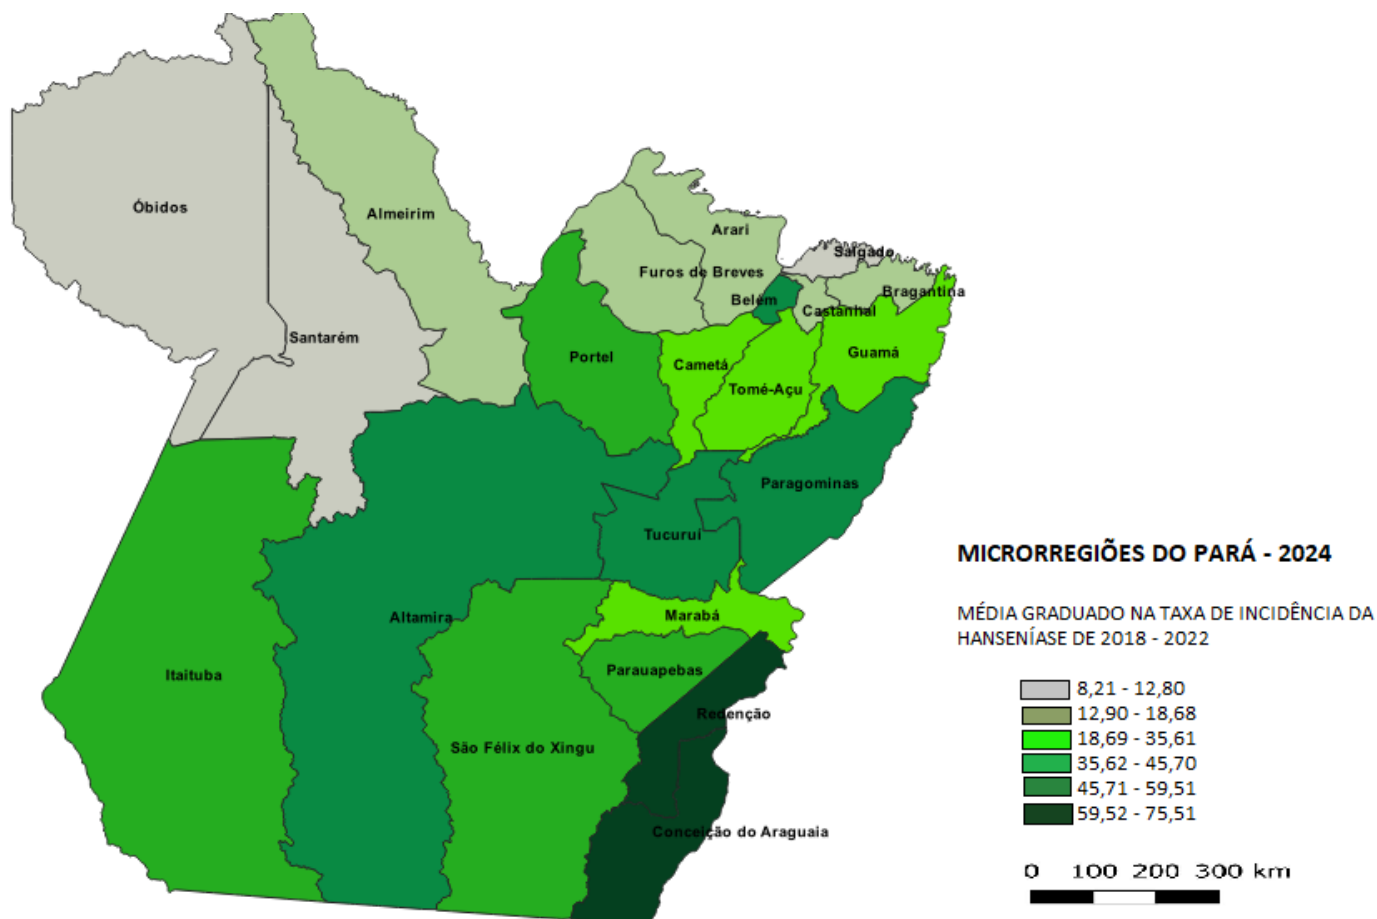 Óbidos
Almeirim
Arari
Salgado
Furos de Breves
Bragantina
Belém
Castanhal
Santarém
Portel
Cametá
Guamá
Tomé-Açu
Paragominas
Tucuruí
Altamira
Marabá
Itaituba
Parauapebas
Redenção
São Félix do Xingu
Conceição do Araguaia
MICRORREGIÕES DO PARÁ - 2024
MÉDIA GRADUADO NA TAXA DE INCIDÊNCIA DA
HANSENÍASE DE 2018 - 2022
8,21 - 12,80
12,90 - 18,68
18,69 - 35,61
35,62 - 45,70
45,71 - 59,51
59,52 - 75,51
0 100 200 300 km